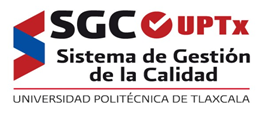 SGC UPTx
Sistema de Gestión
de la Calidad
UNIVERSIDAD POLITÉCNICA DE TLAXCALA